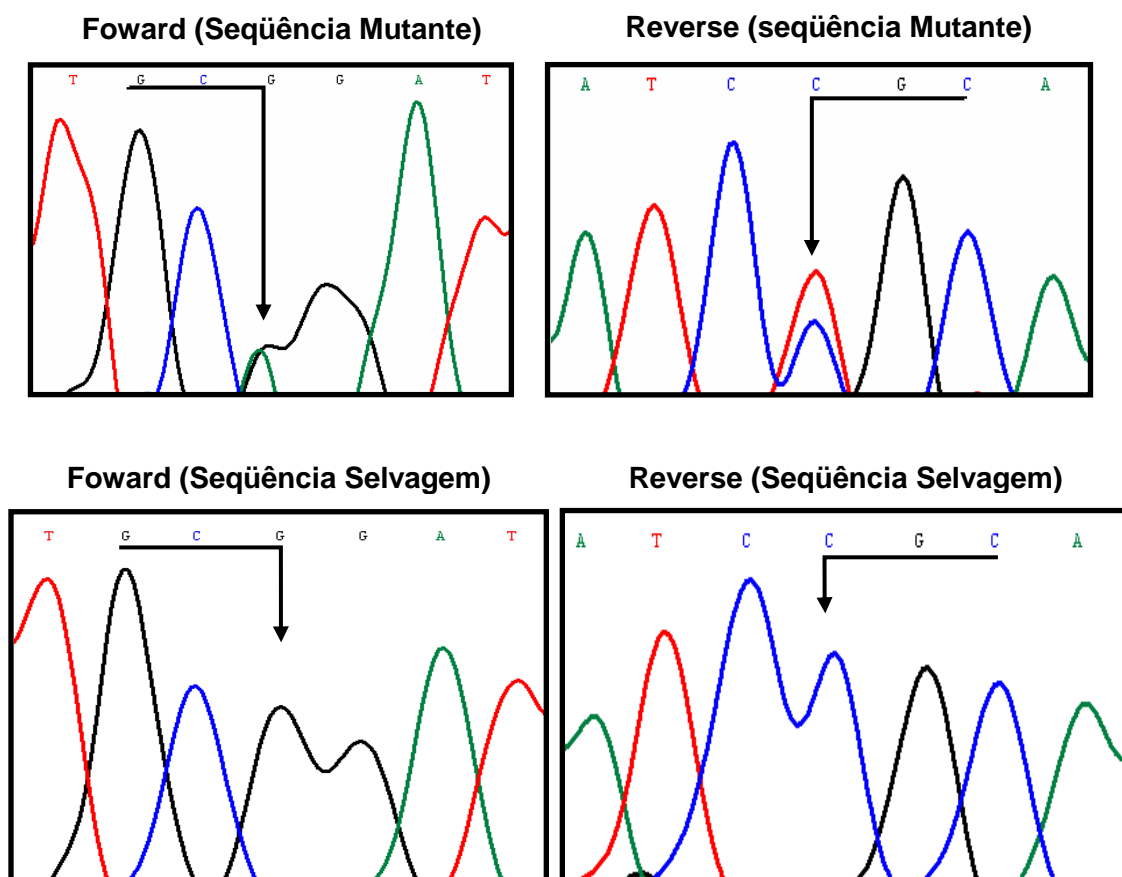 Foward (Seqüência Mutante)
T G C G G A T
Reverse (seqüência Mutante)
A T C C G C A
Foward (Seqüência Selvagem)
T G C G G A T
Reverse (Seqüência Selvagem)
A T C C G C A